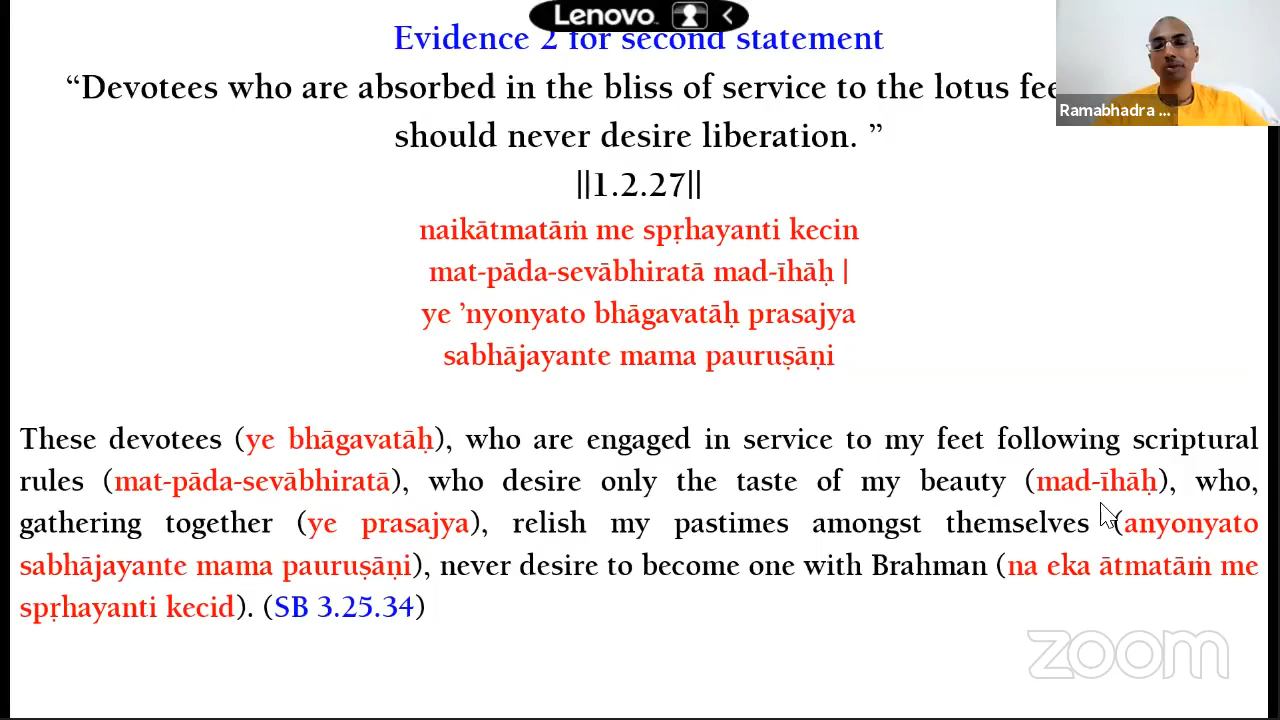 Lenovo
Evidence 2 for second statement
“Devotees who are absorbed in the bliss of service to the lotus
should never desire liberation. ”
||1.2.27||
naikātmatāṁ me spṛhayanti kecin
mat-pāda-sevābhiratā mad-īhāḥ |
ye ’nyonyato bhāgavatāḥ prasajya
sabhājayante mama pauruṣāṇi
These devotees (ye bhāgavatāḥ), who are engaged in service to my feet following scriptural
rules (mat-pāda-sevābhiratā), who desire only the taste of my beauty (mad-īhāḥ), who,
gathering together (ye prasajya), relish my pastimes amongst themselves (anyonyato
sabhājayante mama pauruṣāṇi), never desire to become one with Brahman (na eka ātmatāṁ me
spṛhayanti kecid). (SB 3.25.34)
Ramabhadra ...
zoom